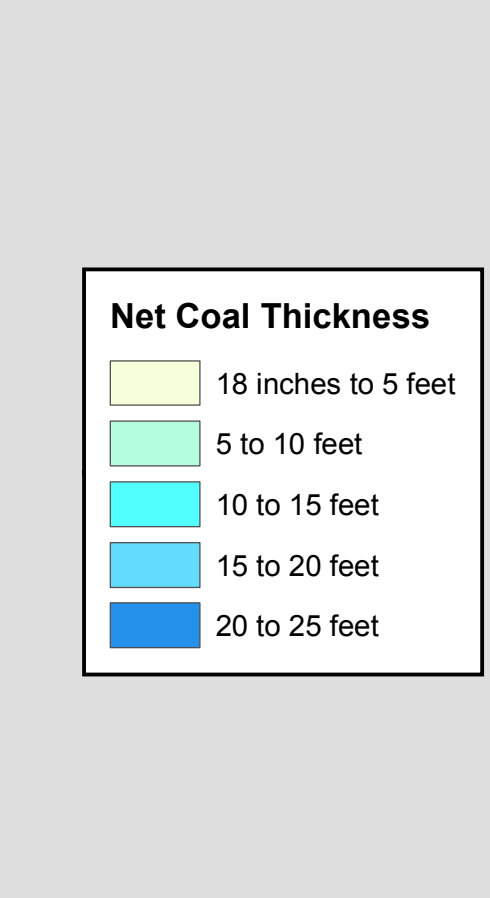 Net Coal Thickness
18 inches to 5 feet
5 to 10 feet
10 to 15 feet
15 to 20 feet
20 to 25 feet